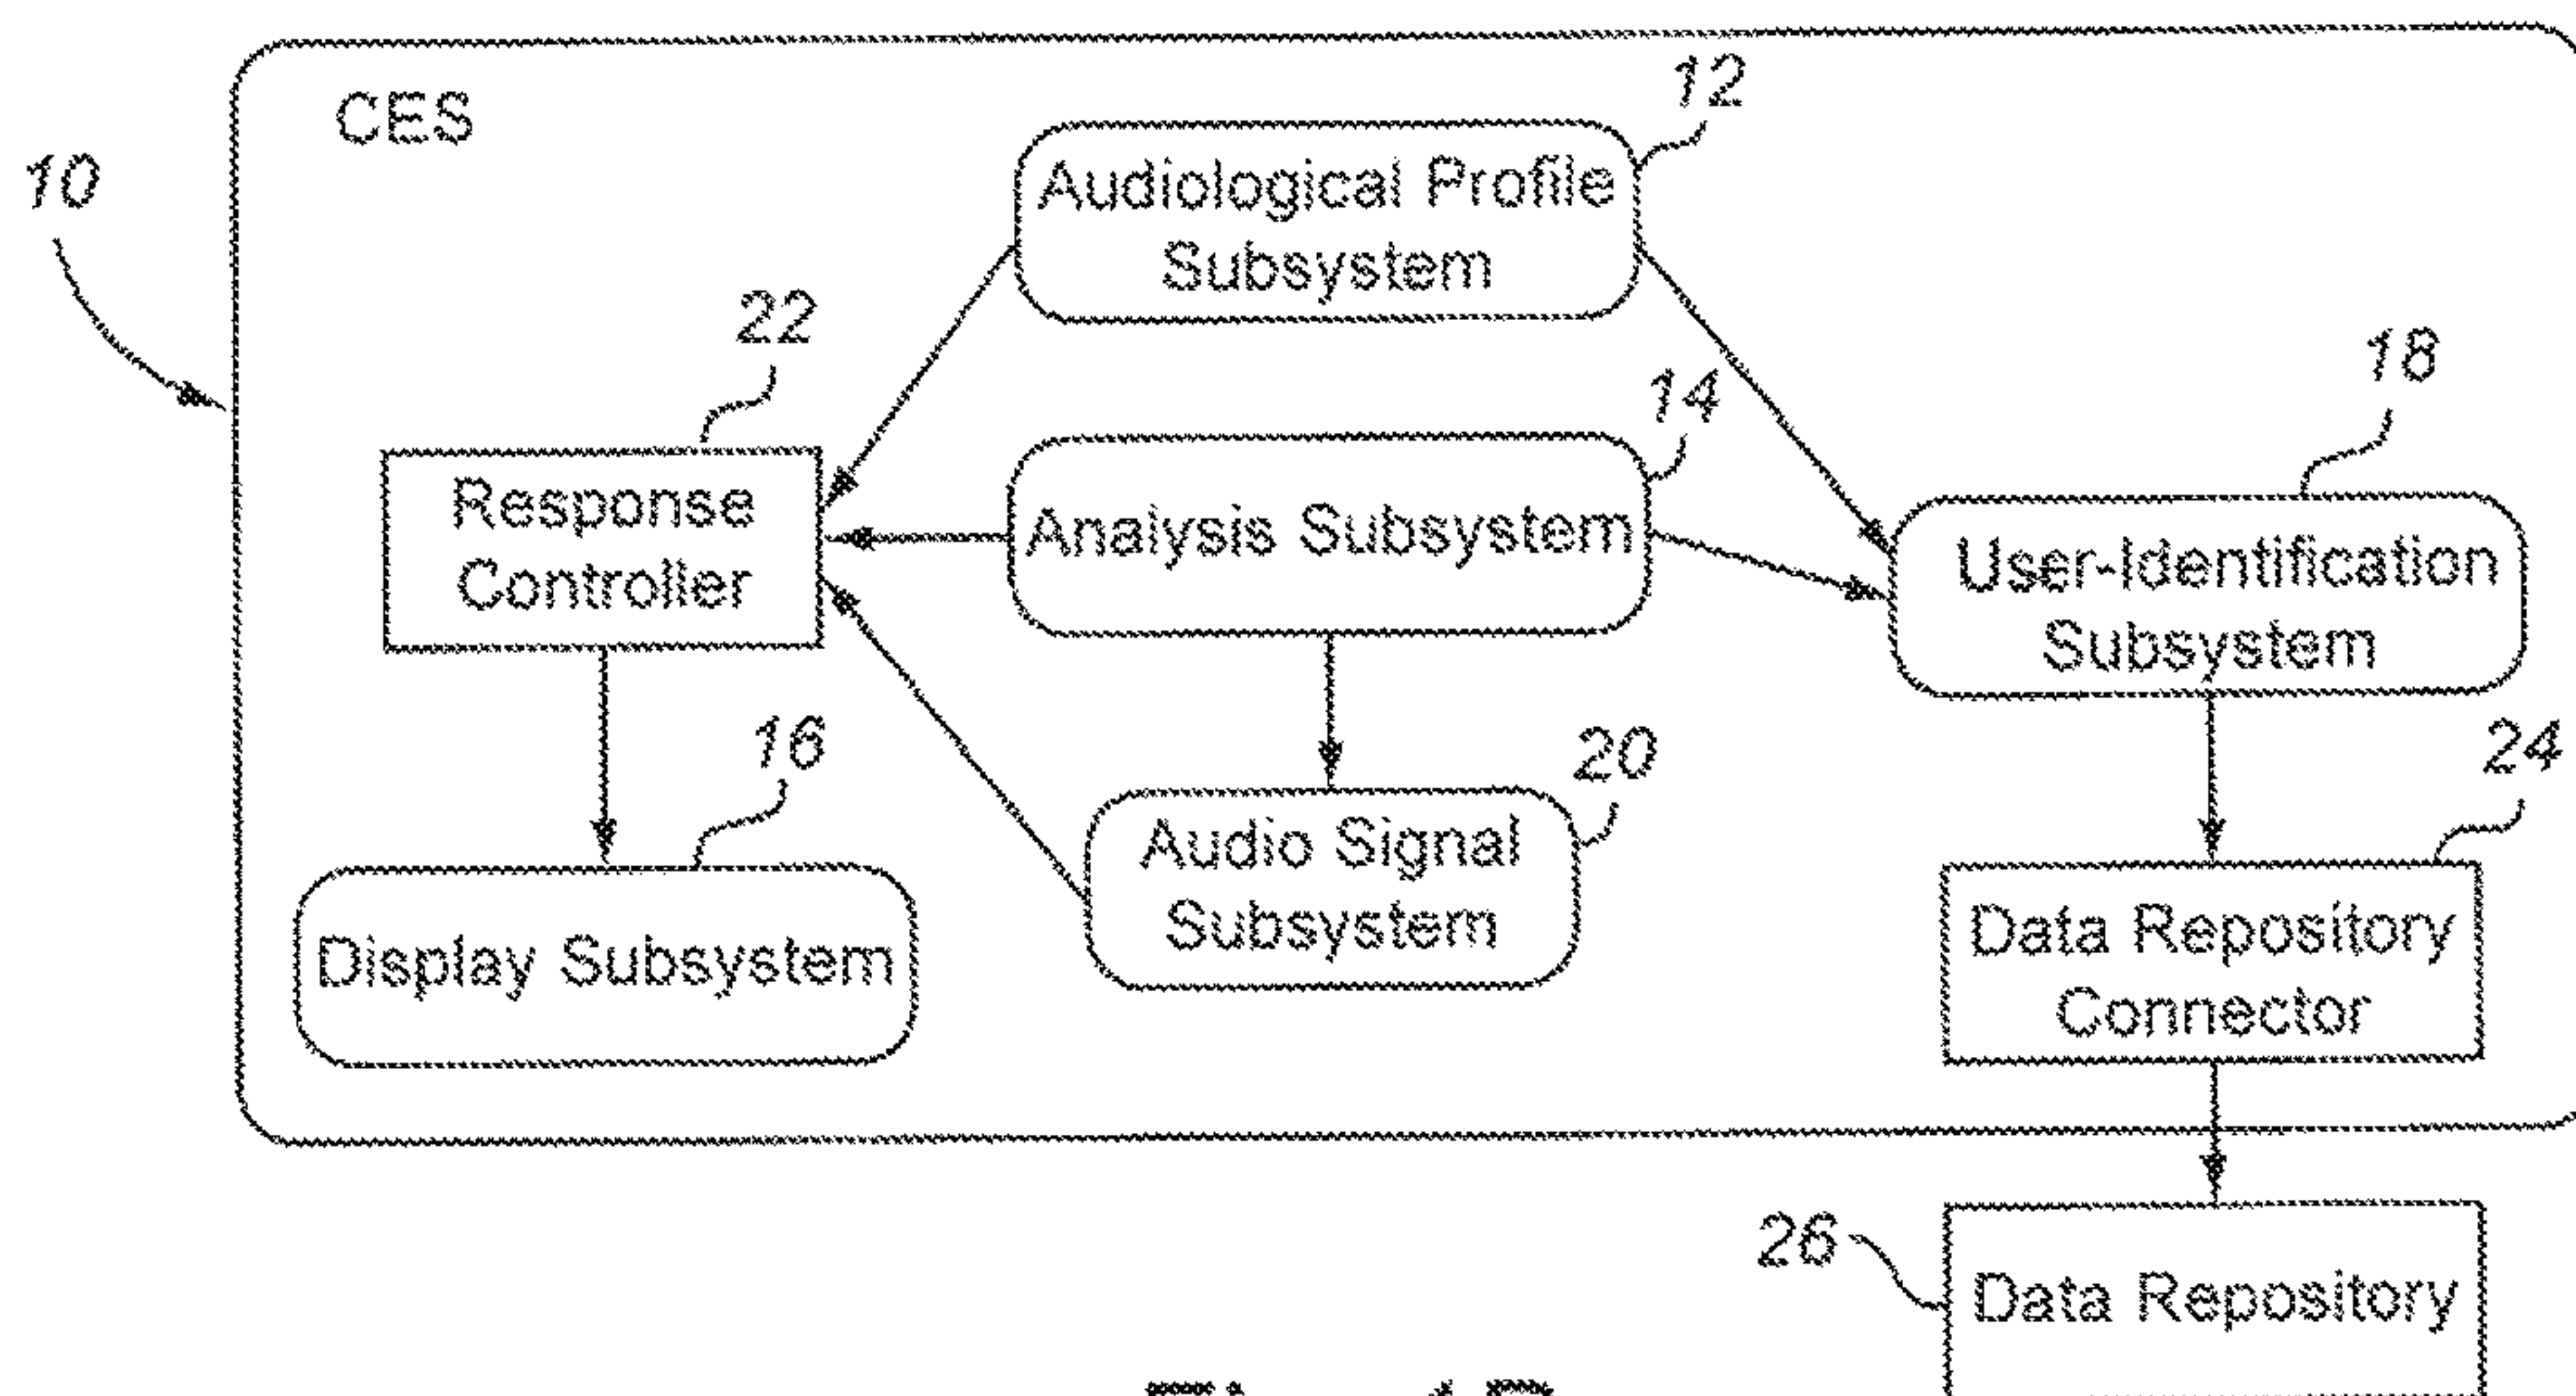 CES
10
12
Audiological Profile
Subsystem
22
14
18
Response
Controller
Analysis Subsystem
User-Identification
Subsystem
16
20
24
Display Subsystem
Audio Signal
Subsystem
Data Repository
Connector
26
Data Repository